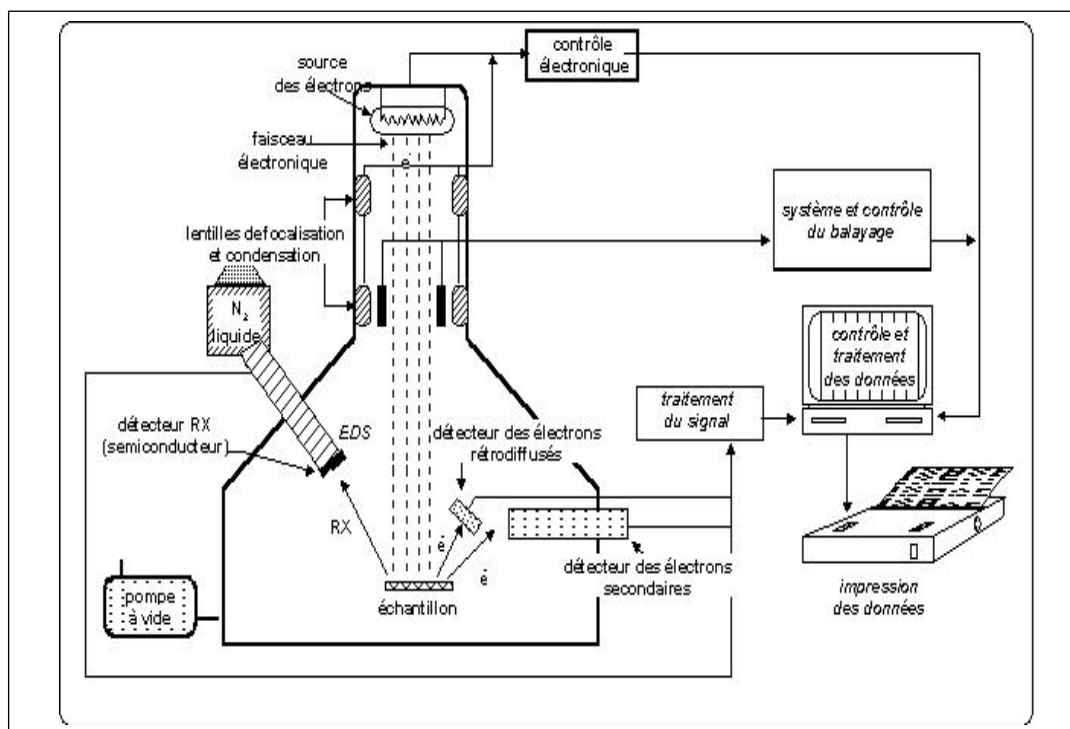 contrôle
électronique
source
des électrons
faisceau
électronique
e⁻
système et contrôle
du balayage
lentilles defocalisation
et condensation
N₂
liquide
contrôle et
traitement
des données
traitement
du signal
détecteur RX
(semiconducteur)
EDS
détecteur des électrons
rétrodiffusés
RX
é
é
détecteur des électrons
secondaires
échantillon
pompe
à vide
impression
des données